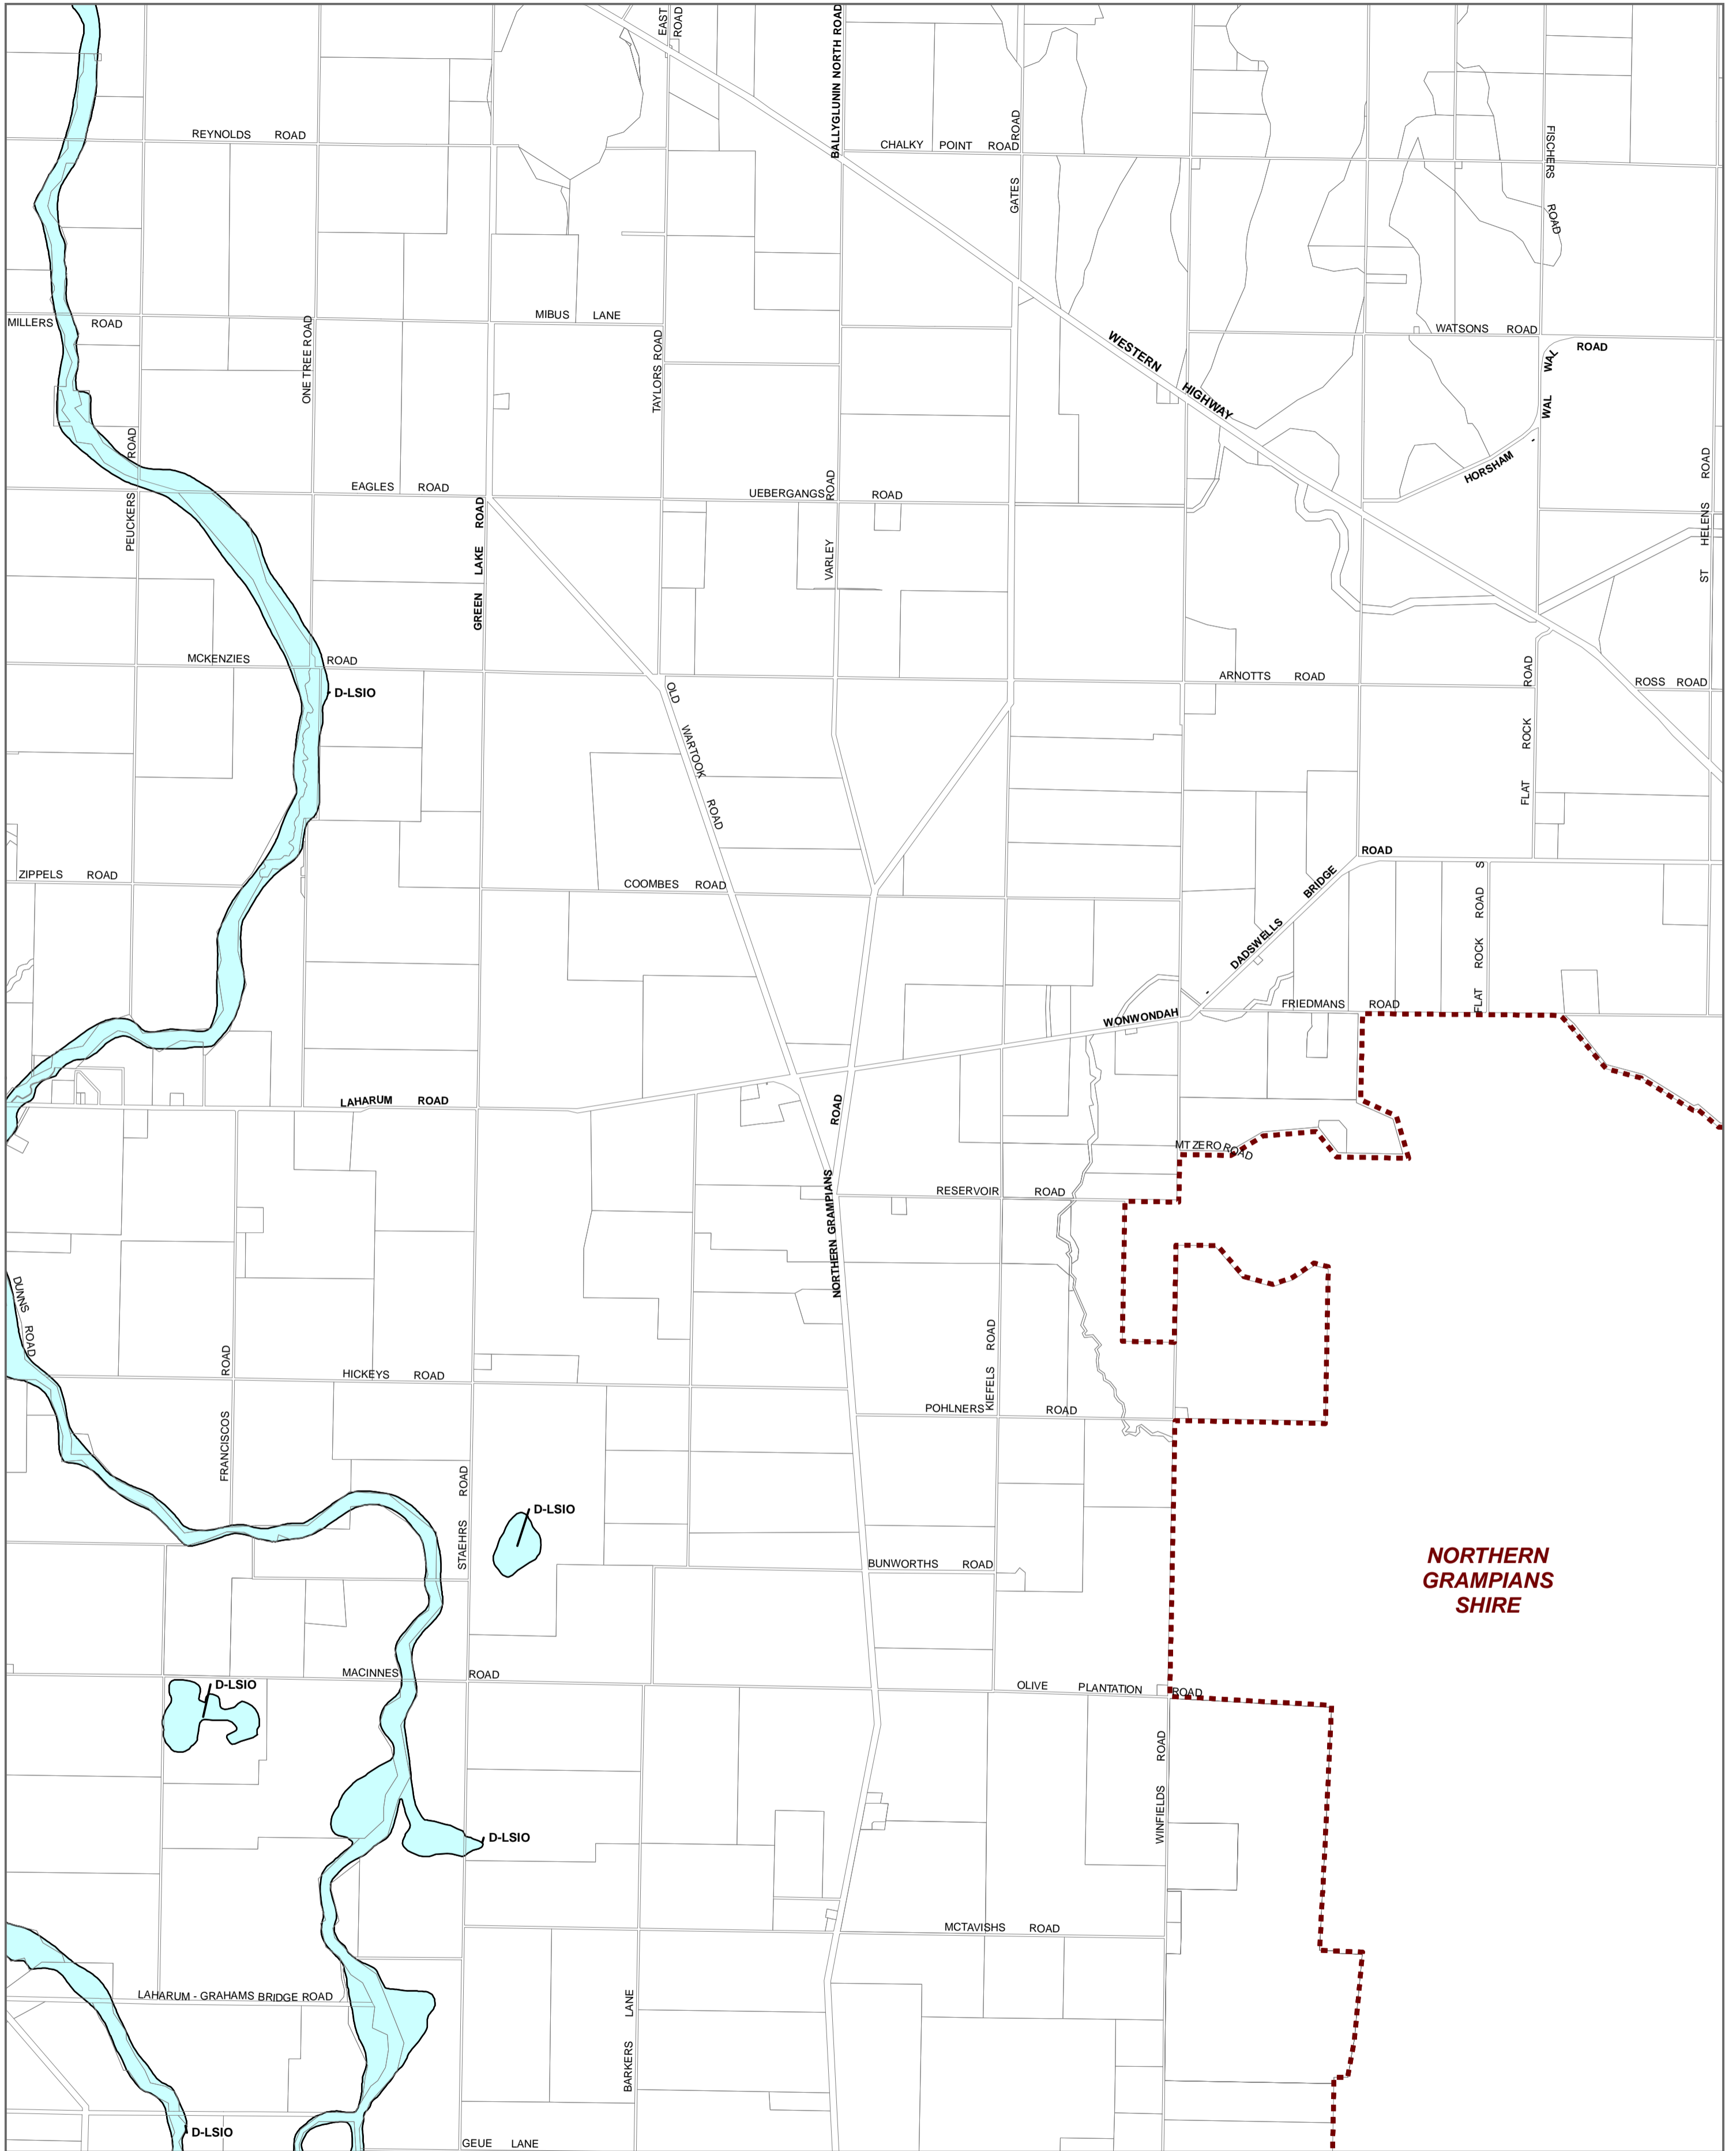 EAST ROAD
BALLYGLUNIN NORTH ROAD
REYNOLDS ROAD
CHALKY POINT ROAD
GATES ROAD
FISCHERS ROAD
MILLERS ROAD
MIBUS LANE
ONE TREE ROAD
TAYLORS ROAD
WESTERN HIGHWAY
WATSONS ROAD
HORSHAM - WAL WAL ROAD
PEUCKERS ROAD
EAGLES ROAD
GREEN LAKE ROAD
UEBERGANGS ROAD
VARLEY ROAD
ST HELENS ROAD
MCKENZIES ROAD
D-LSIO
OLD WARTOOK ROAD
ARNOTTS ROAD
ROSS ROAD
FLAT ROCK ROAD
ZIPPELS ROAD
COOMBES ROAD
WONWONDAH - DADSWELLS BRIDGE ROAD
FLAT ROCK ROAD S
FRIEDMANS ROAD
LAHARUM ROAD
NORTHERN GRAMPIANS ROAD
MT ZERO ROAD
RESERVOIR ROAD
DUNNS ROAD
FRANCISCOS ROAD
HICKEYS ROAD
KIEFELS ROAD
POHLNERS ROAD
STAEHRS ROAD
D-LSIO
BUNWORTHS ROAD
NORTHERN
GRAMPIANS
SHIRE
MACINNES ROAD
D-LSIO
OLIVE PLANTATION ROAD
WINFIELDS ROAD
D-LSIO
MCTAVISHS ROAD
LAHARUM - GRAHAMS BRIDGE ROAD
BARKERS LANE
D-LSIO
GEUE LANE